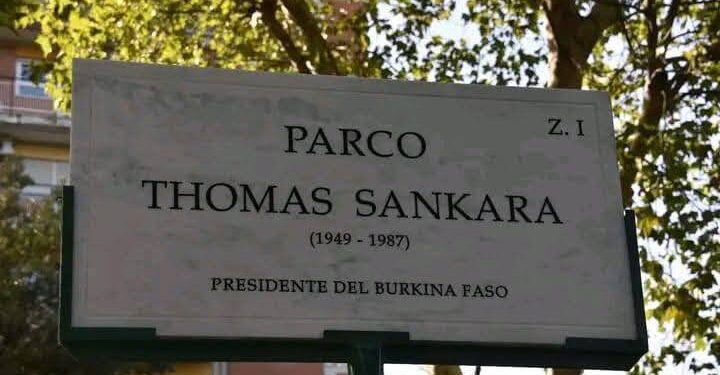 Z. I
PARCO
THOMAS SANKARA
(1949 - 1987)
PRESIDENTE DEL BURKINA FASO